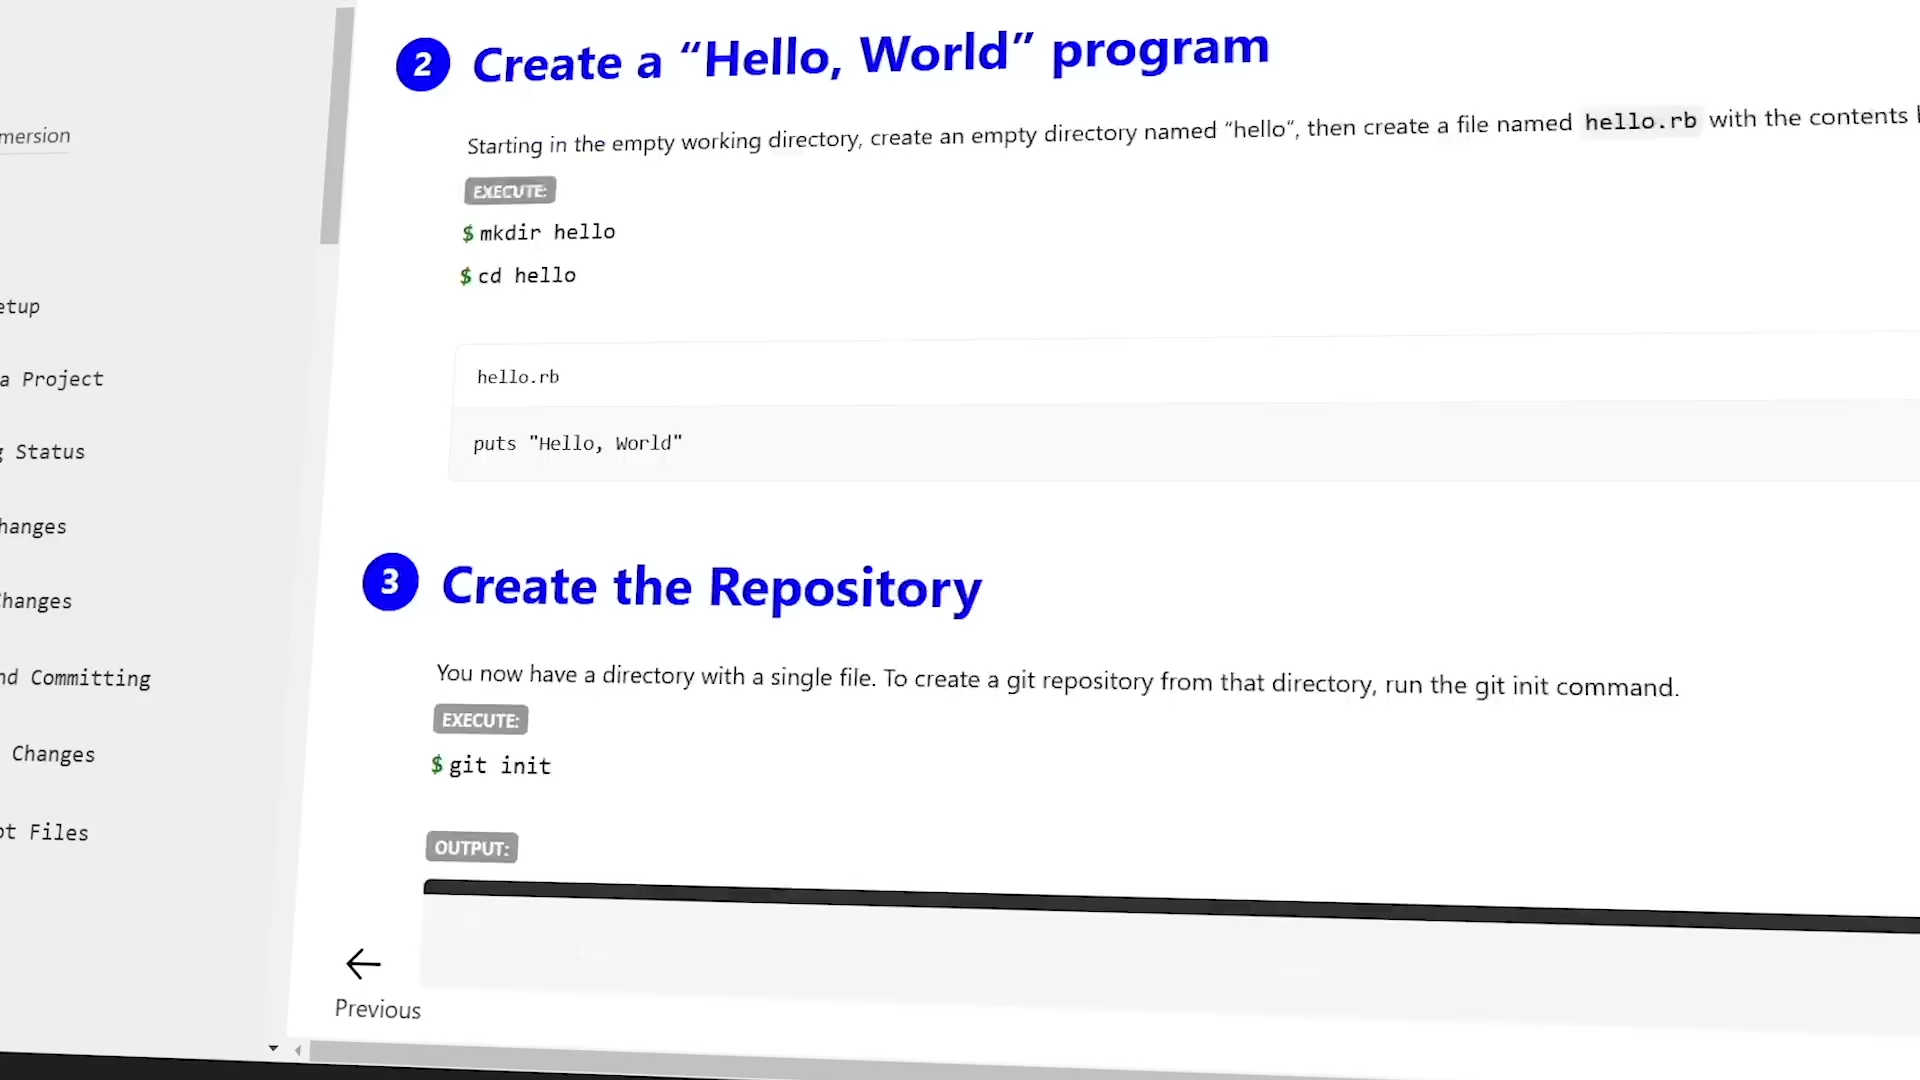 2 Create a “Hello, World” program
Starting in the empty working directory, create an empty directory named “hello“, then create a file named hello.rb with the contents
EXECUTE:
$ mkdir hello
$ cd hello
hello.rb
puts "Hello, World"
3 Create the Repository
You now have a directory with a single file. To create a git repository from that directory, run the git init command.
EXECUTE:
$ git init
OUTPUT:
Previous
mersion
etup
a Project
g Status
hanges
Changes
nd Committing
Changes
ot Files